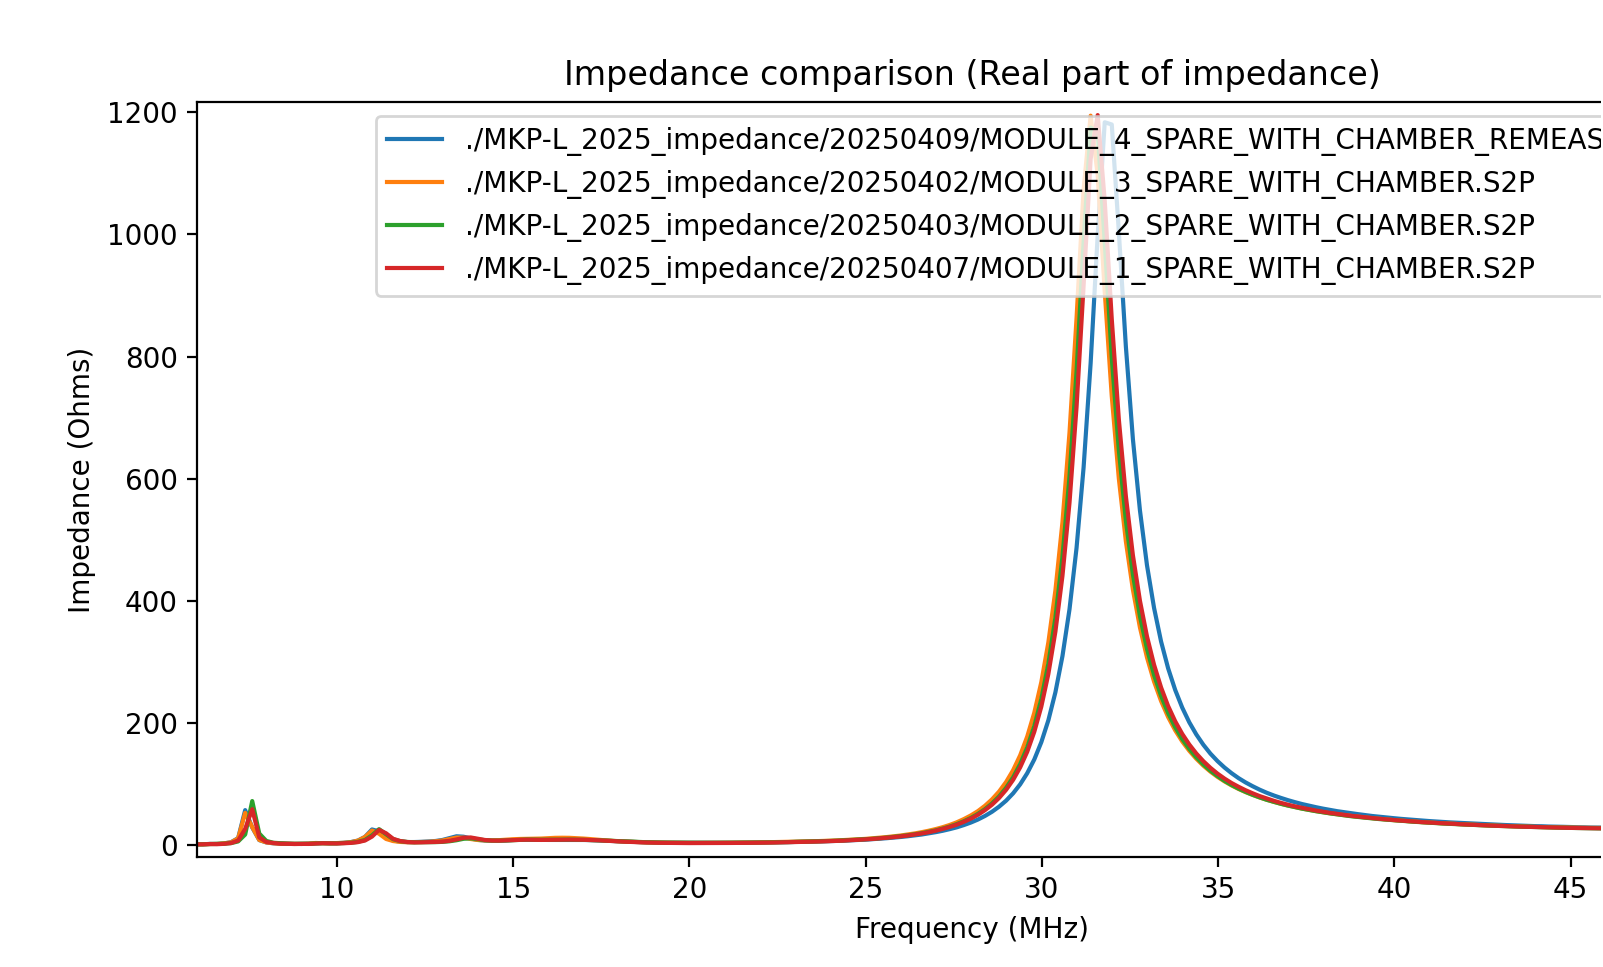 Impedance comparison (Real part of impedance)
1200
1000
800
600
400
200
0
Impedance (Ohms)
./MKP-L_2025_impedance/20250409/MODULE_4_SPARE_WITH_CHAMBER_REMEAS
./MKP-L_2025_impedance/20250402/MODULE_3_SPARE_WITH_CHAMBER.S2P
./MKP-L_2025_impedance/20250403/MODULE_2_SPARE_WITH_CHAMBER.S2P
./MKP-L_2025_impedance/20250407/MODULE_1_SPARE_WITH_CHAMBER.S2P
10 15 20 25 30 35 40 45
Frequency (MHz)